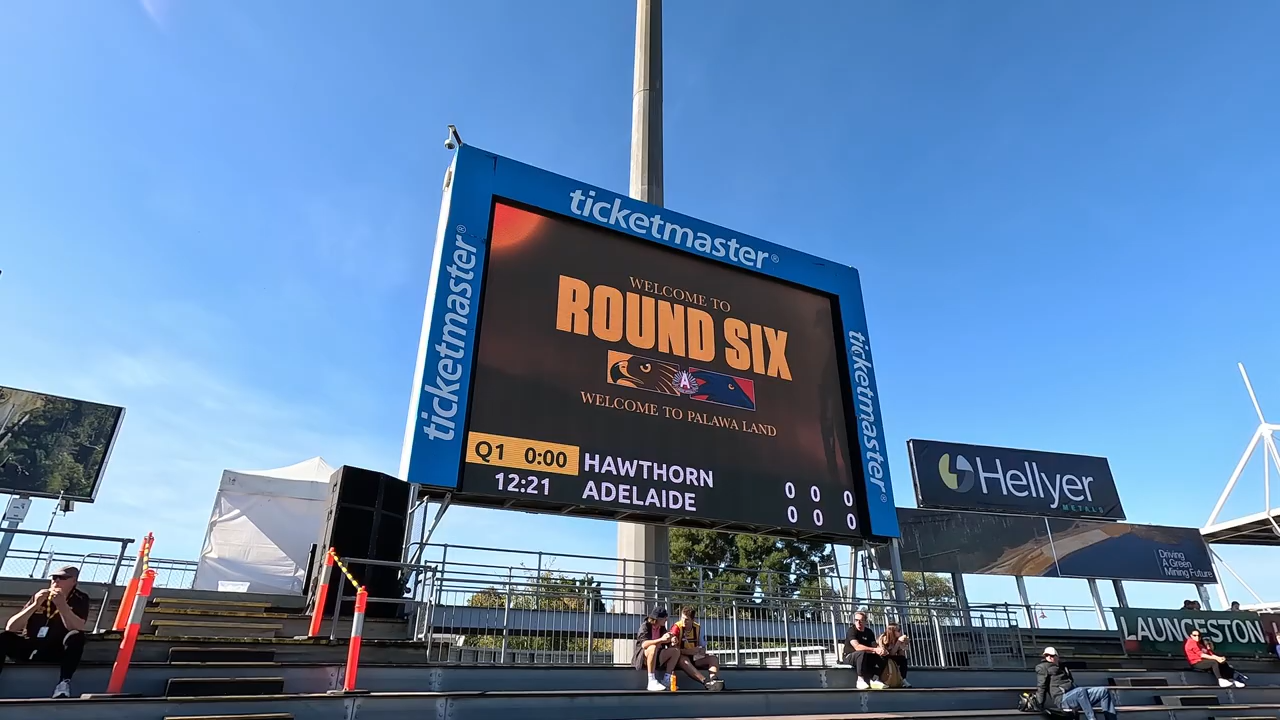 ticketmaster®
ticketmaster®
ticketmaster®
WELCOME TO
ROUND SIX
A
WELCOME TO PALAWA LAND
Q1 0:00
HAWTHORN 0 0 0
12:21
ADELAIDE 0 0 0
Hellyer
METALS
Driving
A Green
Mining Future
LAUNCESTON